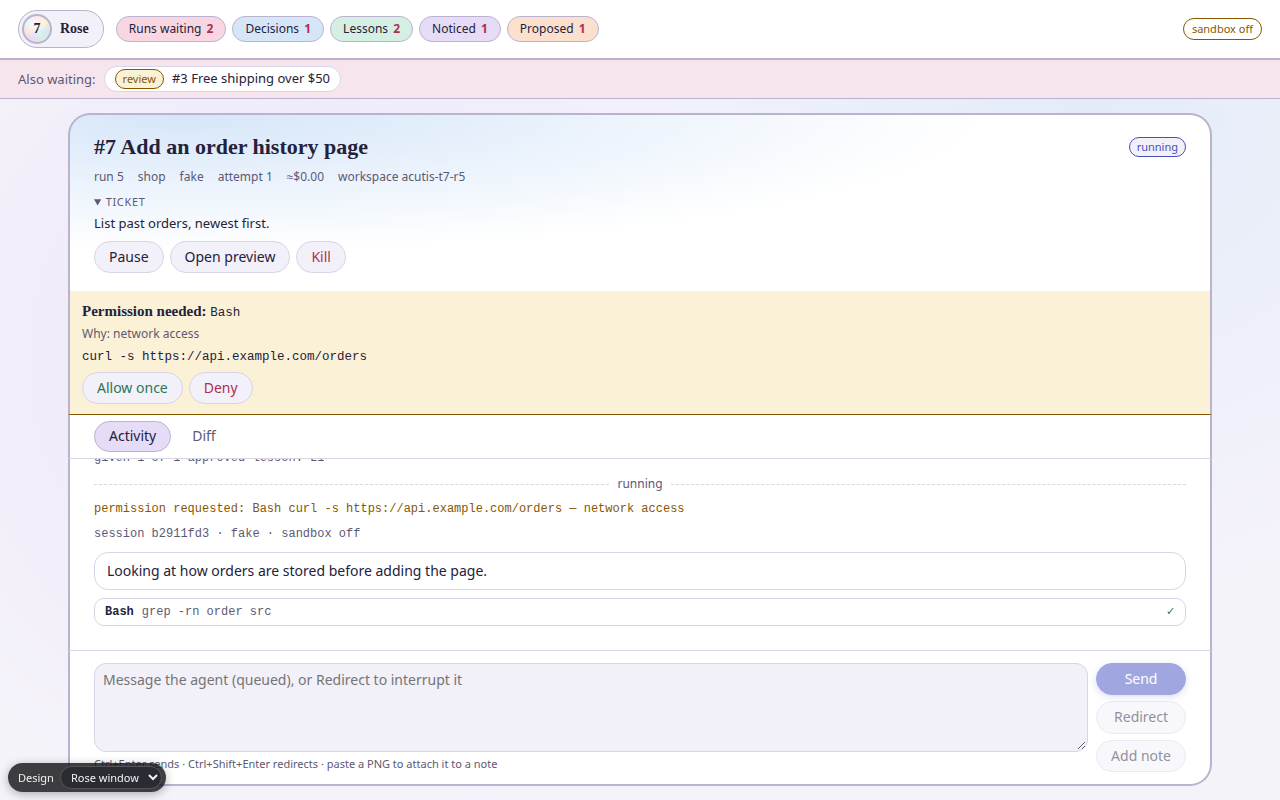 7 Rose Runs waiting 2 Decisions 1 Lessons 2 Noticed 1 Proposed 1 sandbox off
Also waiting: review #3 Free shipping over $50
#7 Add an order history page running
run 5 shop fake attempt 1 ≈$0.00 workspace acutis-t7-r5
▼ TICKET
List past orders, newest first.
Pause Open preview Kill
Permission needed: Bash
Why: network access
curl -s https://api.example.com/orders
Allow once Deny
Activity Diff
running
permission requested: Bash curl -s https://api.example.com/orders — network access
session b2911fd3 · fake · sandbox off
Looking at how orders are stored before adding the page.
Bash grep -rn order src ✓
Message the agent (queued), or Redirect to interrupt it
Send
Redirect
Add note
Ctrl+Enter sends · Ctrl+Shift+Enter redirects · paste a PNG to attach it to a note
Design Rose window